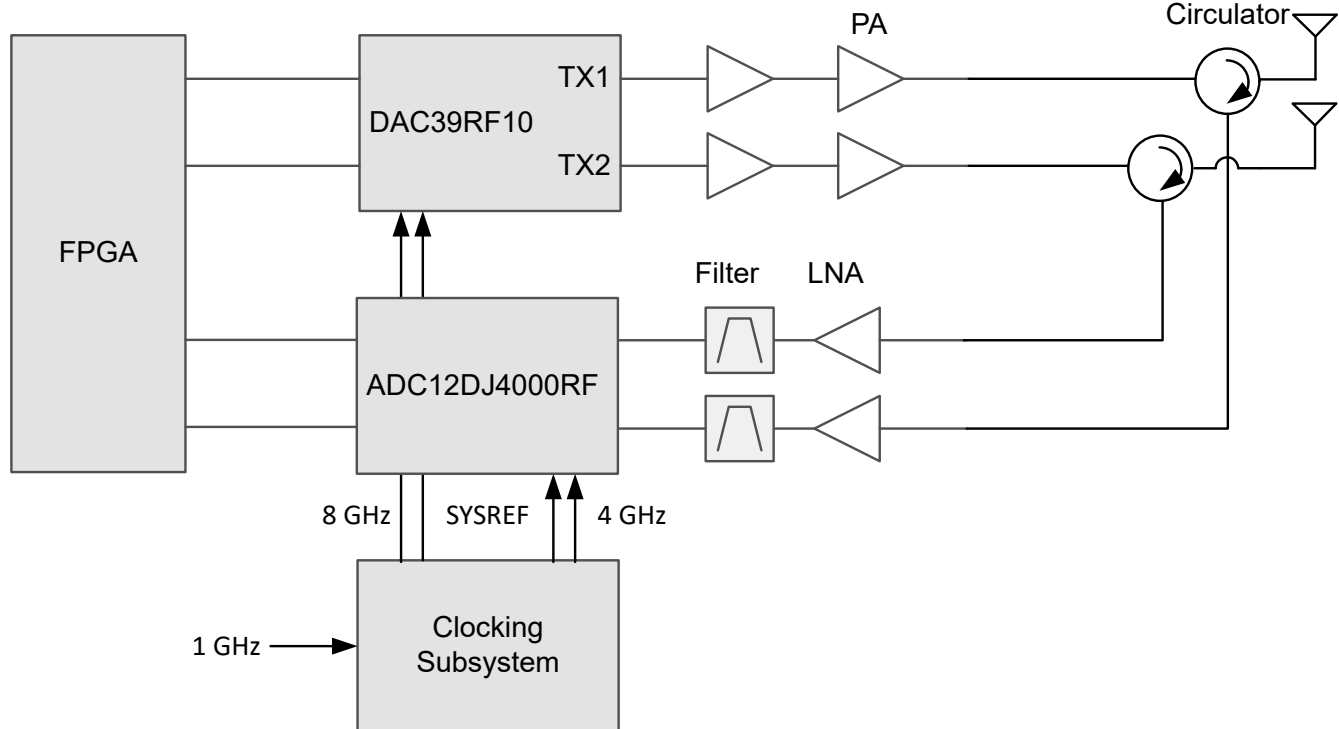 Circulator
PA
TX1
DAC39RF10
TX2
FPGA
Filter
LNA
ADC12DJ4000RF
8 GHz
SYSREF
4 GHz
1 GHz
Clocking
Subsystem